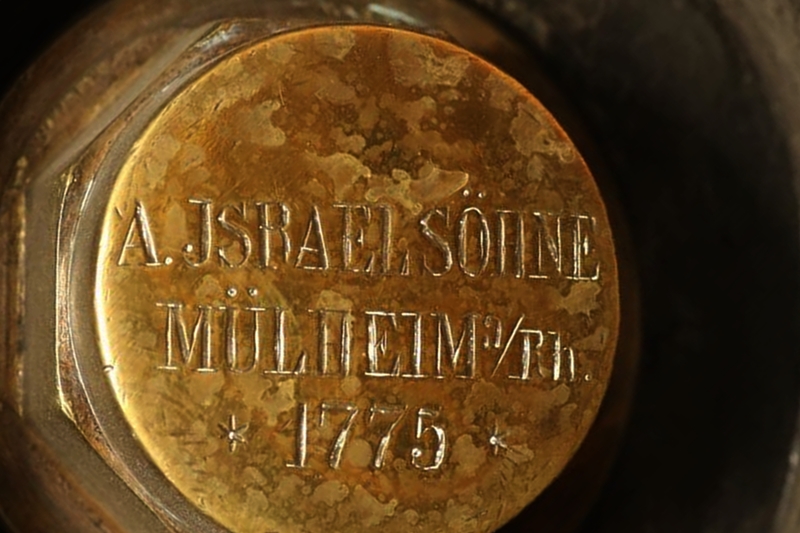 A. JSRAEL SÖHNE
MÜLHEIM a/Rh.
* 1775 *